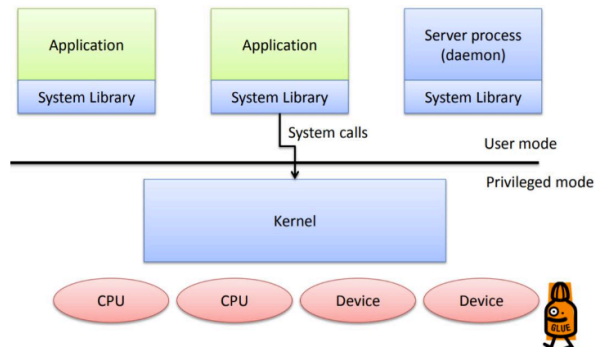 Application
Application
Server process
(daemon)
System Library
System Library
System Library
System calls
User mode
Privileged mode
Kernel
CPU
CPU
Device
Device
GLUE